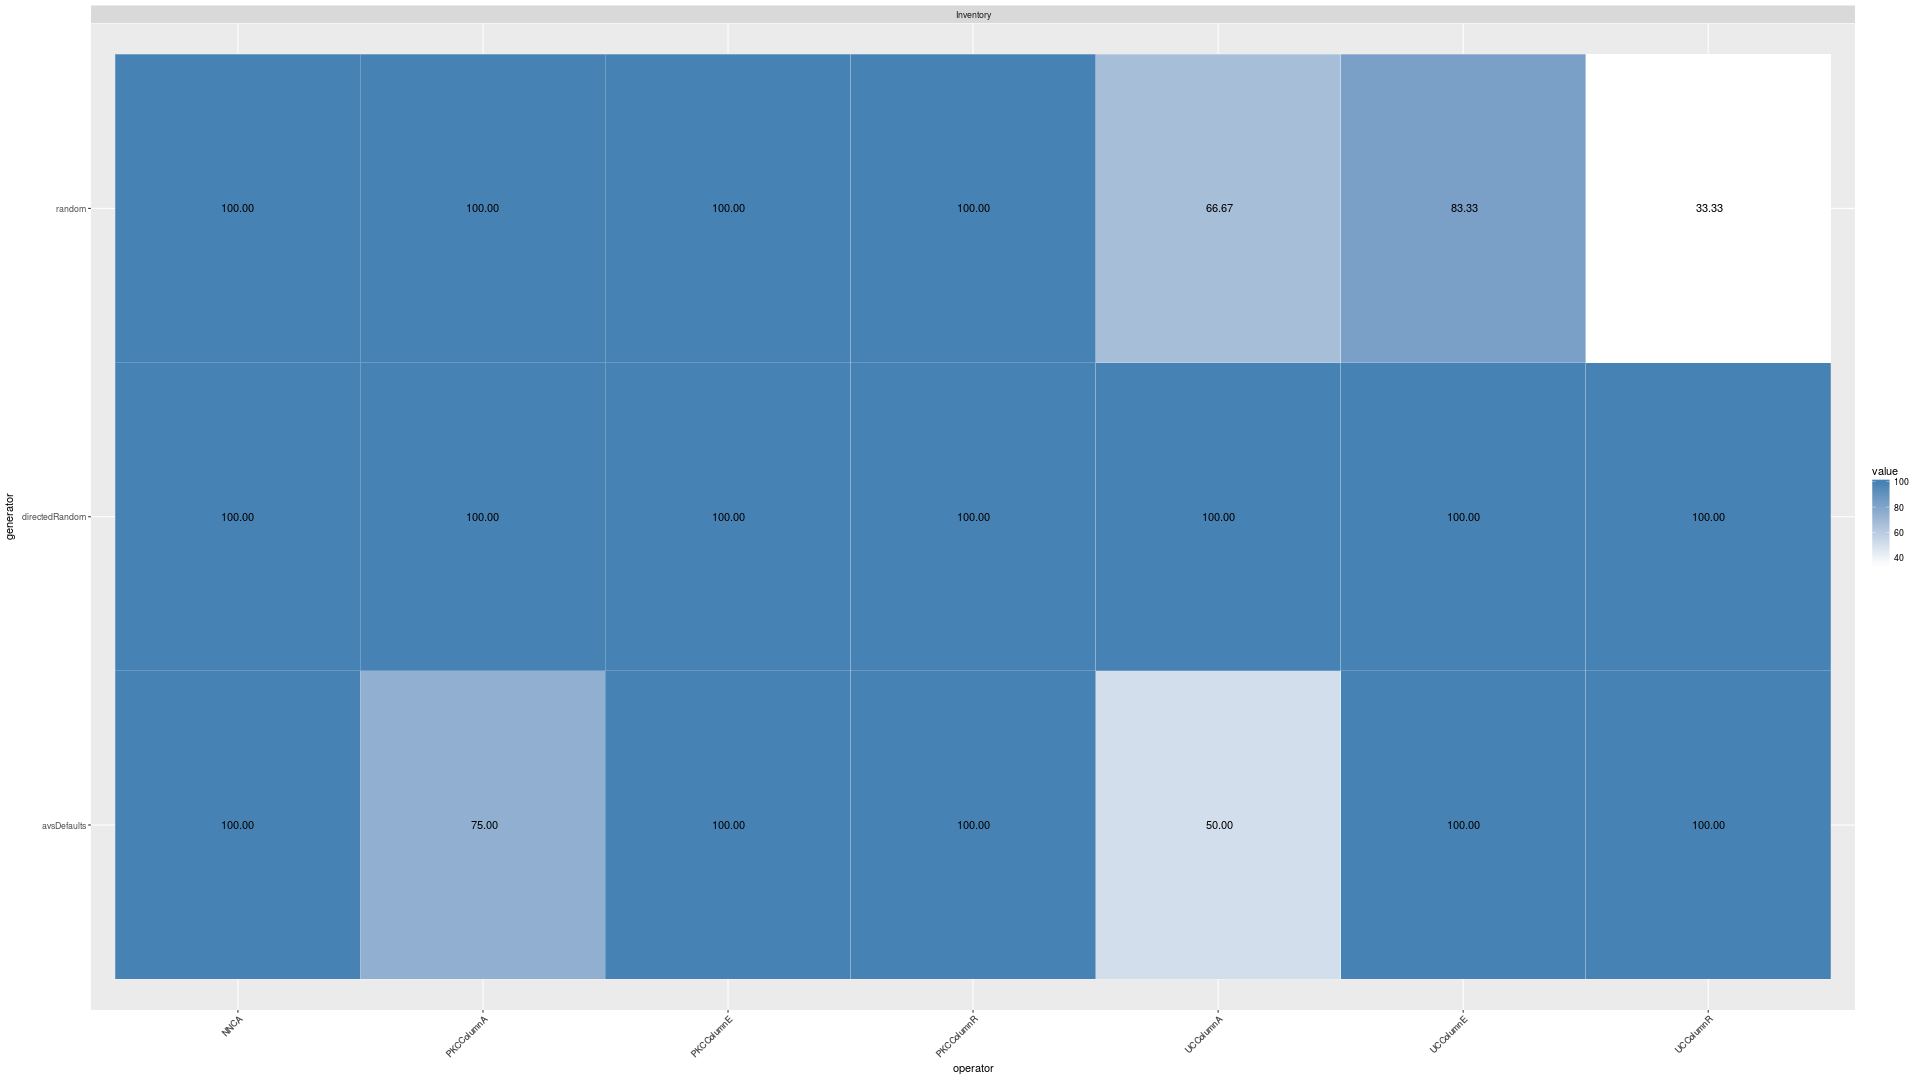 Inventory
random
100.00 100.00 100.00 100.00 66.67 83.33 33.33
directedRandom
100.00 100.00 100.00 100.00 100.00 100.00 100.00
avsDefaults
100.00 75.00 100.00 100.00 50.00 100.00 100.00
generator
NNCA PKCColumnA PKCColumnE PKCColumnR UCColumnA UCColumnE UCColumnR
operator
value
100
80
60
40